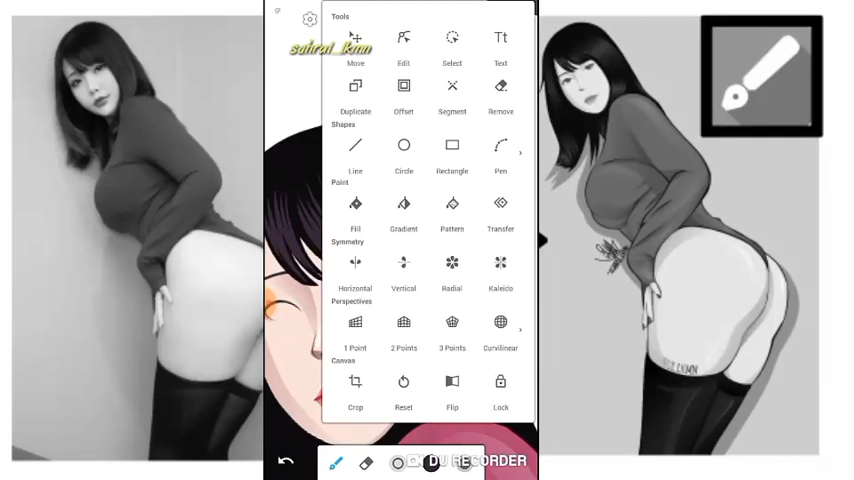 Tools
sahrul_lkmn
Move Edit Select Text
Duplicate Offset Segment Remove
Shapes
Line Circle Rectangle Pen
Paint
Fill Gradient Pattern Transfer
Symmetry
Horizontal Vertical Radial Kaleido
Perspectives
1 Point 2 Points 3 Points Curvilinear
Canvas
Crop Reset Flip Lock
DU RECORDER